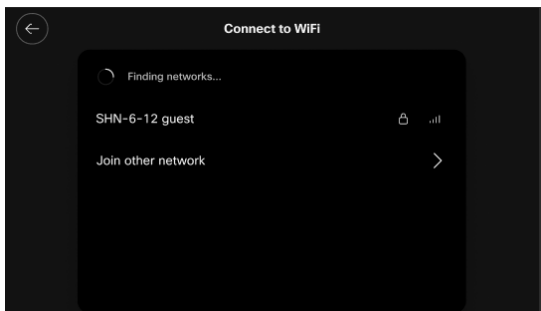 Connect to WiFi
Finding networks...
SHN-6-12 guest
Join other network